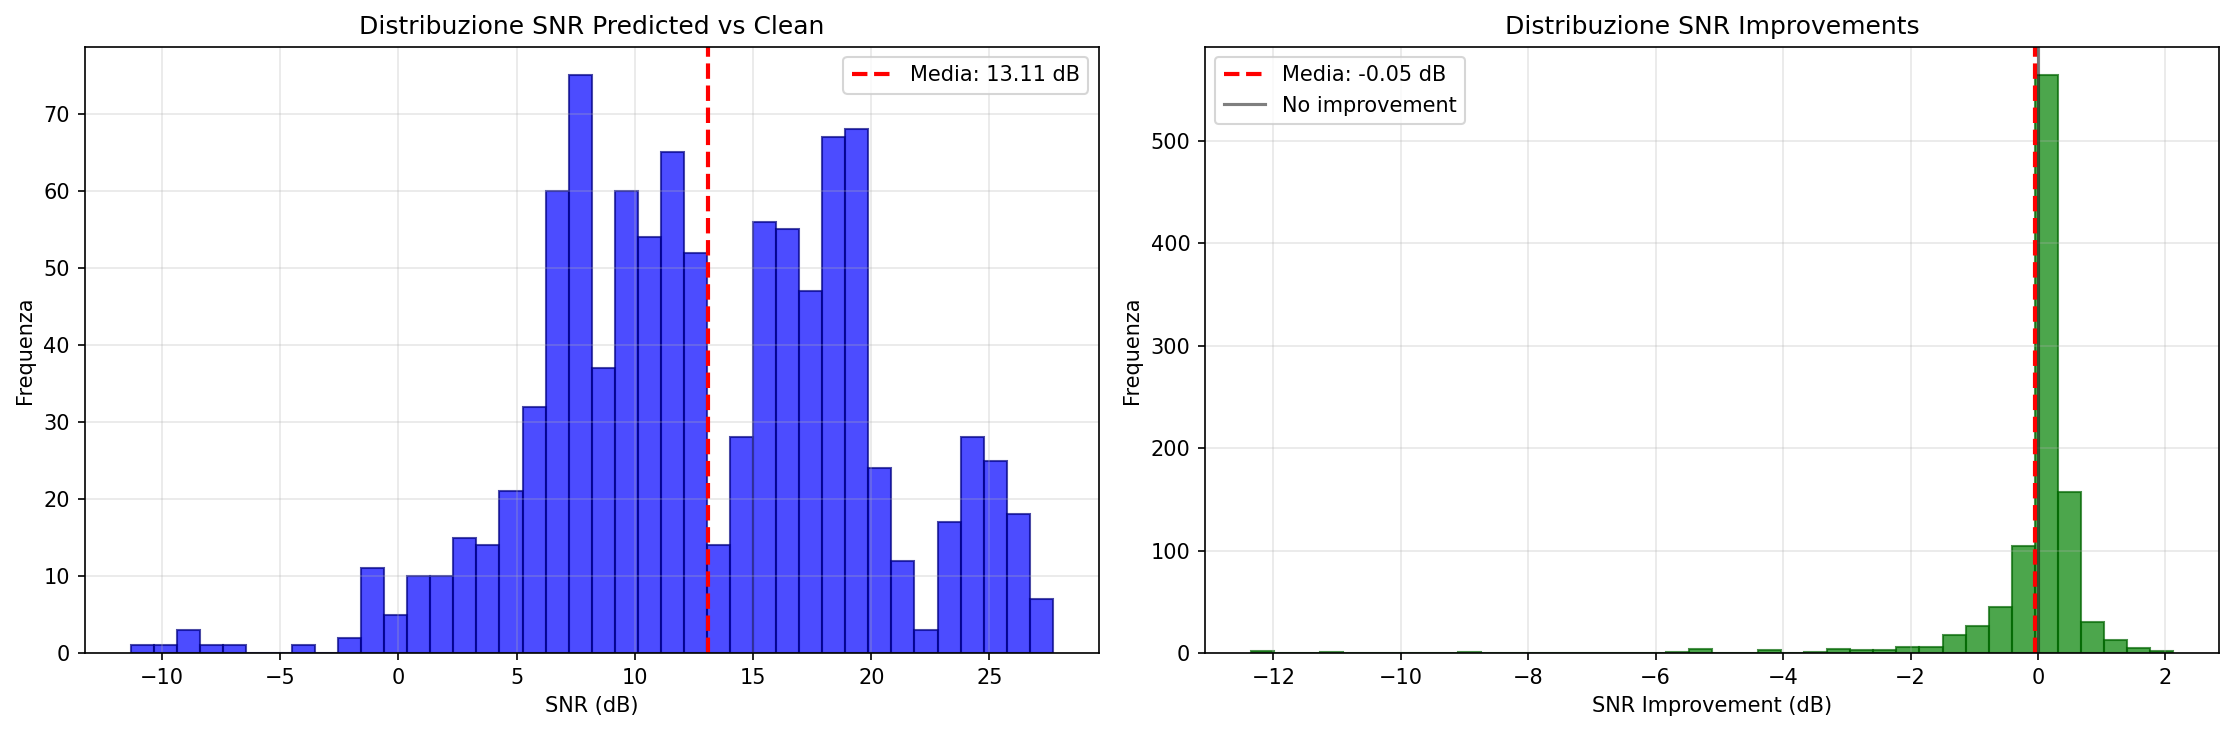 Distribuzione SNR Predicted vs Clean
Media: 13.11 dB
Frequenza
70
60
50
40
30
20
10
0
−10 −5 0 5 10 15 20 25
SNR (dB)
Distribuzione SNR Improvements
Media: -0.05 dB
No improvement
Frequenza
500
400
300
200
100
0
−12 −10 −8 −6 −4 −2 0 2
SNR Improvement (dB)